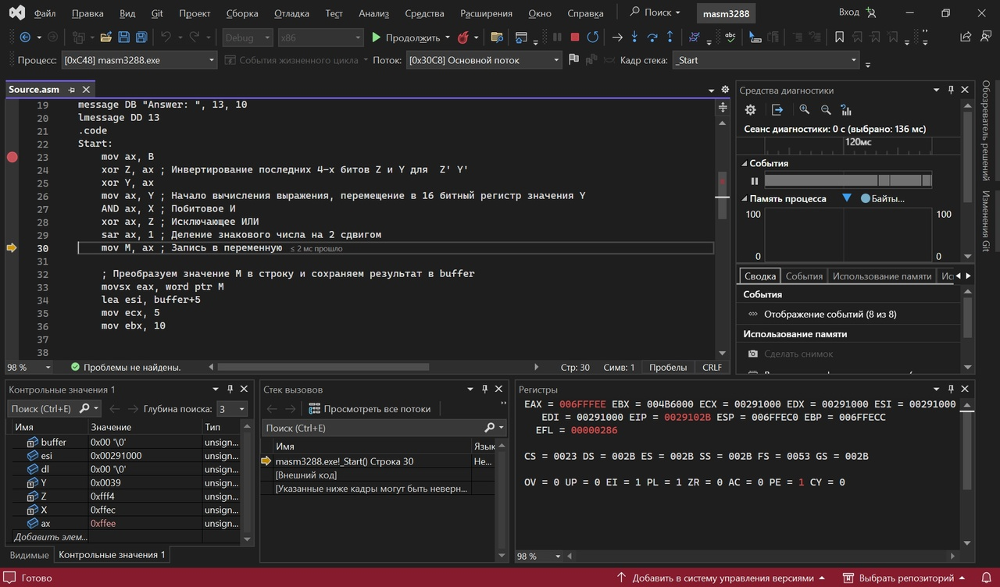 Файл Правка Вид Git Проект Сборка Отладка Тест Анализ Средства Расширения Окно Справка Поиск masm3288 Вход
Debug x86 Продолжить
Процесс: [0xC48] masm3288.exe События жизненного цикла Поток: [0x30C8] Основной поток Кадр стека: _Start
Source.asm
19 message DB "Answer: ", 13, 10
20 lmessage DD 13
21 .code
22 Start:
23 mov ax, B
24 xor Z, ax ; Инвертирование последних 4-х битов Z и Y для Z' Y'
25 xor Y, ax
26 mov ax, Y ; Начало вычисления выражения, перемещение в 16 битный регистр значения Y
27 AND ax, X ; Побитовое И
28 xor ax, Z ; Исключающее ИЛИ
29 sar ax, 1 ; Деление знакового числа на 2 сдвигом
30 mov M, ax ; Запись в переменную ≤ 2 мс прошло
31
32 ; Преобразуем значение M в строку и сохраняем результат в buffer
33 movsx eax, word ptr M
34 lea esi, buffer+5
35 mov ecx, 5
36 mov ebx, 10
37
38
98 % Проблемы не найдены. Стр: 30 Симв: 1 Пробелы CRLF
Средства диагностики
Сеанс диагностики: 0 с (выбрано: 136 мс)
120мс
События
Память процесса Байты...
100 100
0 0
Сводка События Использование памяти
События
Отображение событий (8 из 8)
Использование памяти
Сделать снимок
Обозреватель решений
Изменения Git
Контрольные значения 1
Поиск (Ctrl+E) Глубина поиска: 3
Имя Значение Тип
buffer 0x00 '\0' unsign...
esi 0x00291000 unsign...
dl 0x00 '\0' unsign...
Y 0x0039 unsign...
Z 0xfff4 unsign...
X 0xffec unsign...
ax 0xffee unsign...
Добавить элем...
Видимые Контрольные значения 1
Стек вызовов
Просмотреть все потоки
Поиск (Ctrl+E)
Имя Язык
masm3288.exe!_Start() Строка 30 Не...
[Внешний код]
[Указанные ниже кадры могут быть неверн...
Регистры
EAX = 006FFFEE EBX = 004B6000 ECX = 00291000 EDX = 00291000 ESI = 00291000
EDI = 00291000 EIP = 0029102B ESP = 006FFEC0 EBP = 006FFECC
EFL = 00000286
CS = 0023 DS = 002B ES = 002B SS = 002B FS = 0053 GS = 002B
OV = 0 UP = 0 EI = 1 PL = 1 ZR = 0 AC = 0 PE = 1 CY = 0
98 %
Готово Добавить в систему управления версиями Выбрать репозиторий